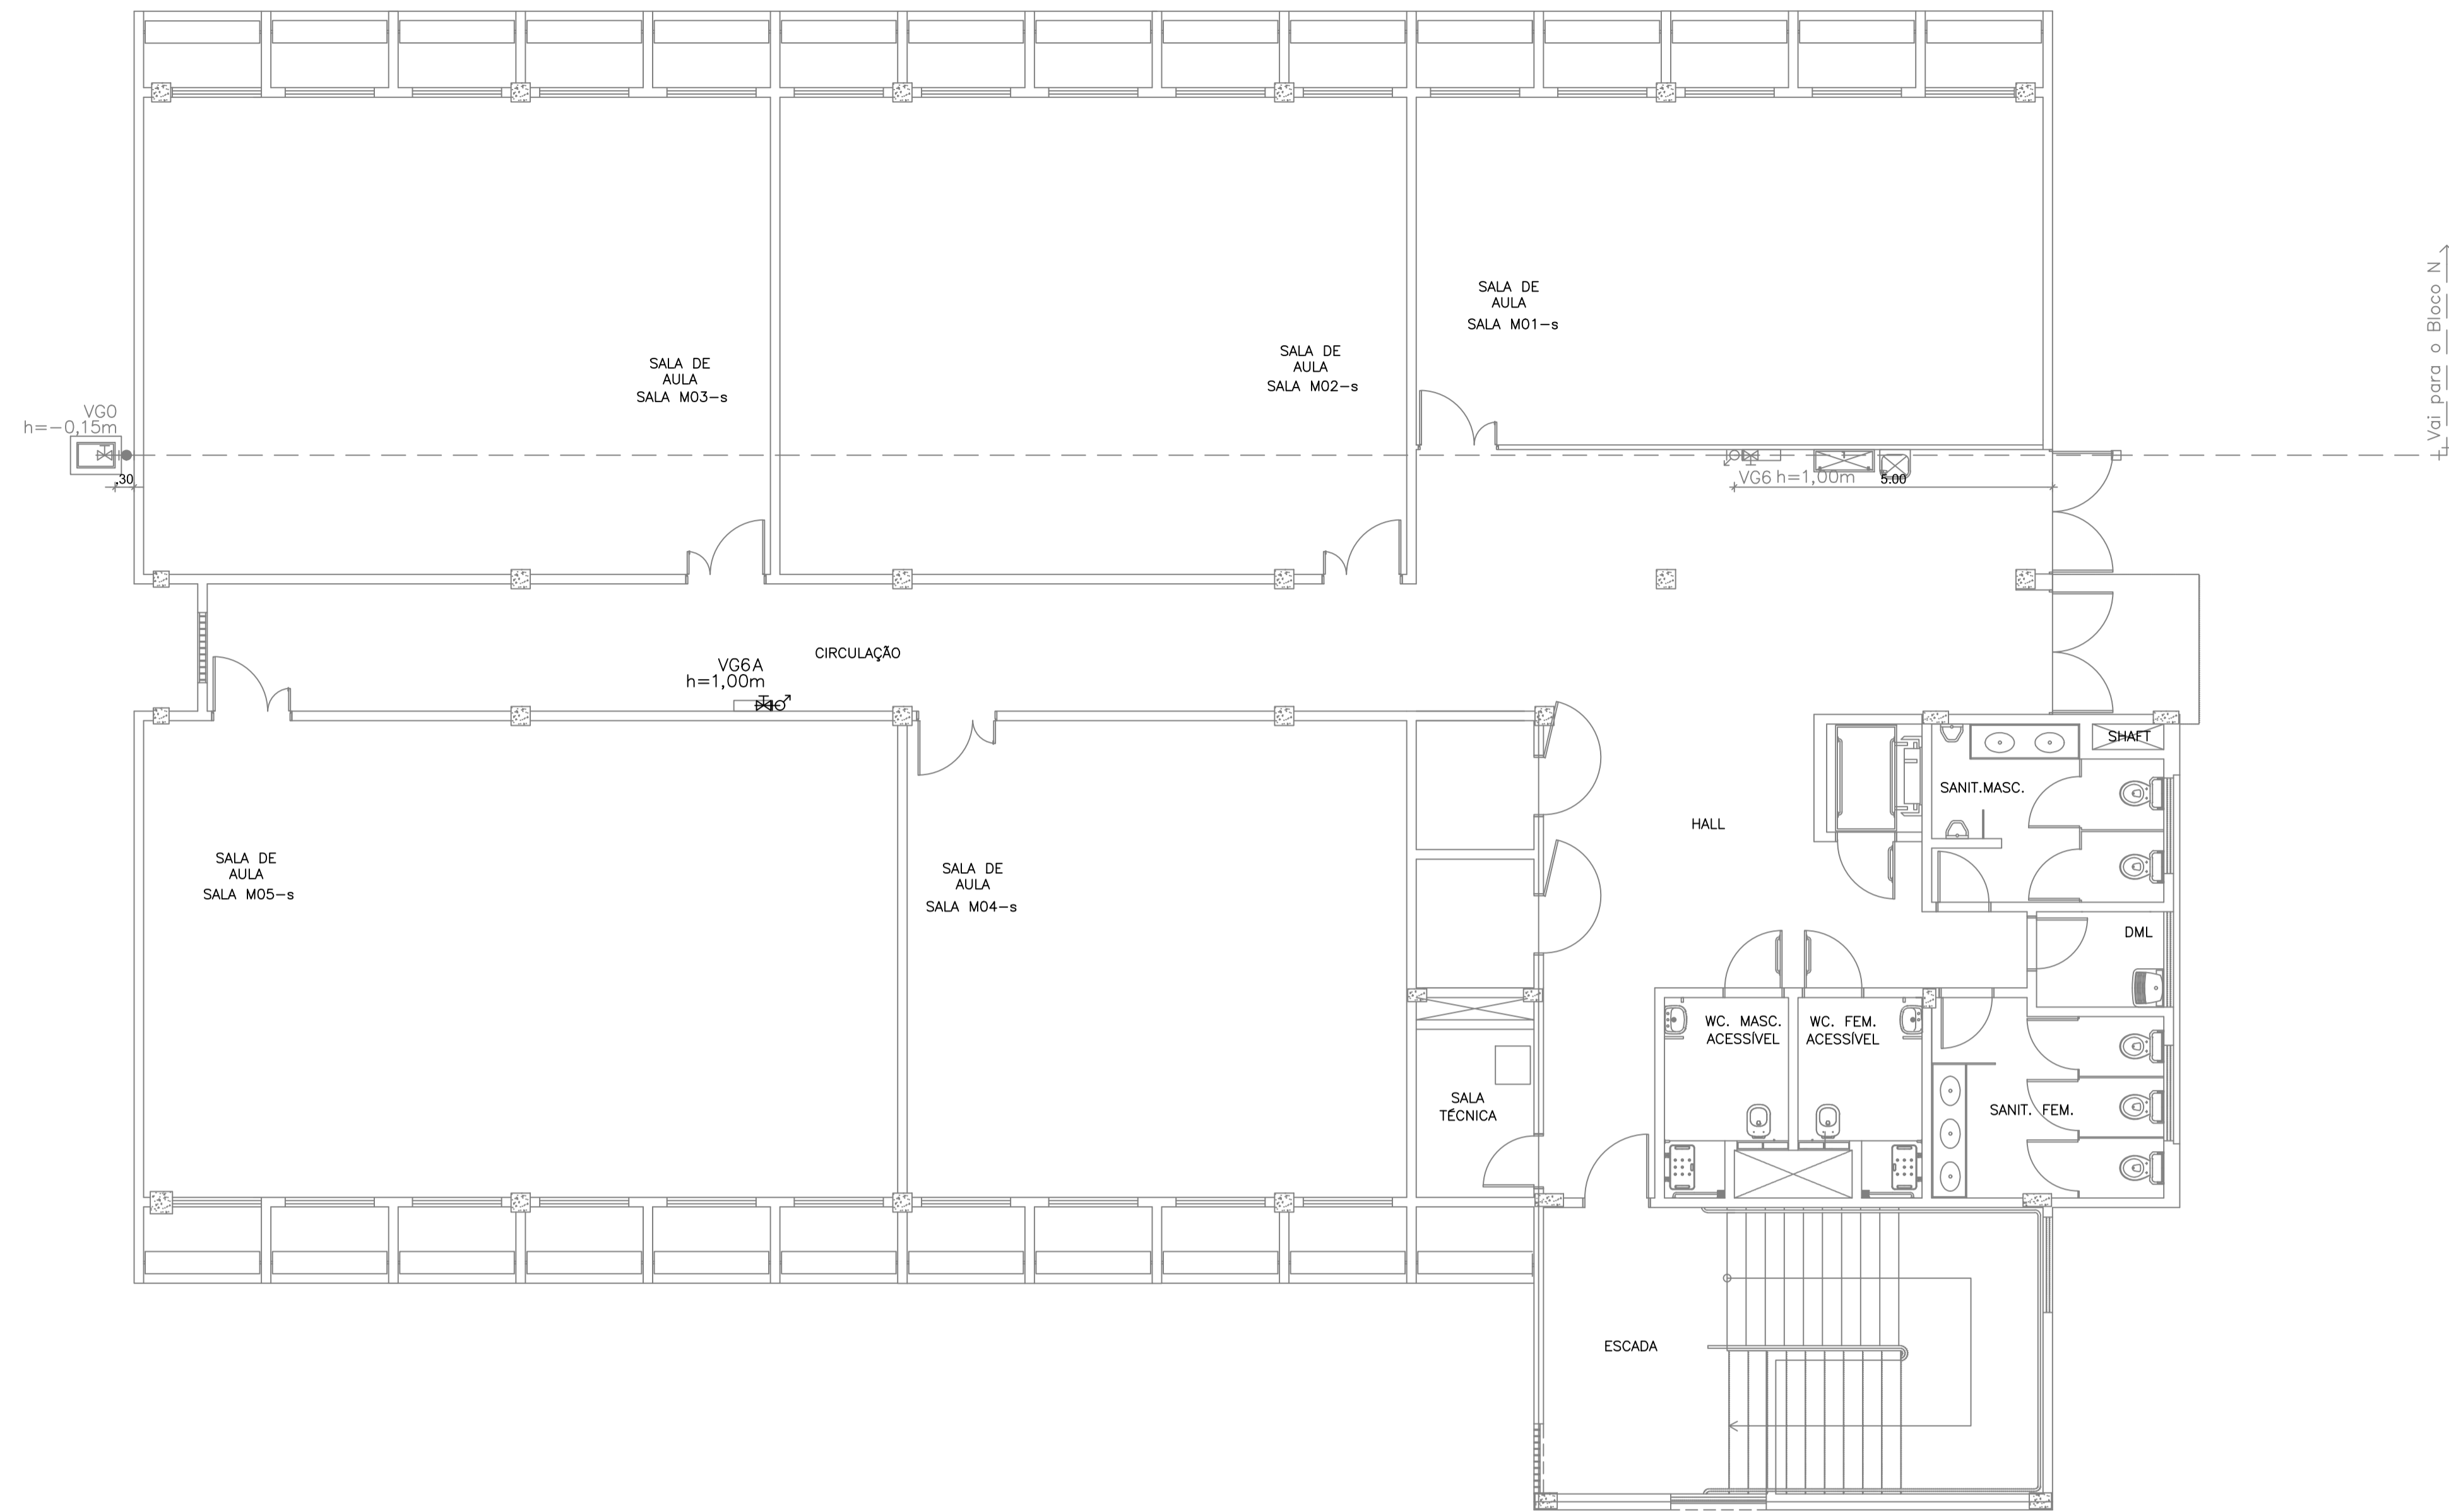 SALA DE
AULA
SALA M01-s
SALA DE
AULA
SALA M02-s
SALA DE
AULA
SALA M03-s
VG0
h=-0,15m
,30
VG6 h=1,00m
5.00
Vai para o Bloco N
CIRCULAÇÃO
VG6A
h=1,00m
SHAFT
SANIT.MASC.
HALL
SALA DE
AULA
SALA M05-s
SALA DE
AULA
SALA M04-s
DML
WC. MASC.
ACESSÍVEL
WC. FEM.
ACESSÍVEL
SALA
TÉCNICA
SANIT. FEM.
ESCADA